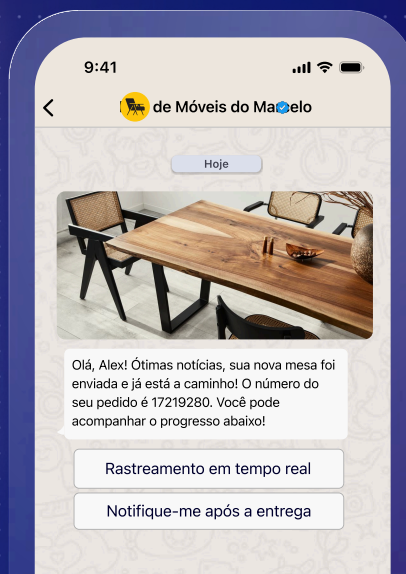 9:41
de Móveis do Ma elo
Hoje
Olá, Alex! Ótimas notícias, sua nova mesa foi
enviada e já está a caminho! O número do
seu pedido é 17219280. Você pode
acompanhar o progresso abaixo!
Rastreamento em tempo real
Notifique-me após a entrega